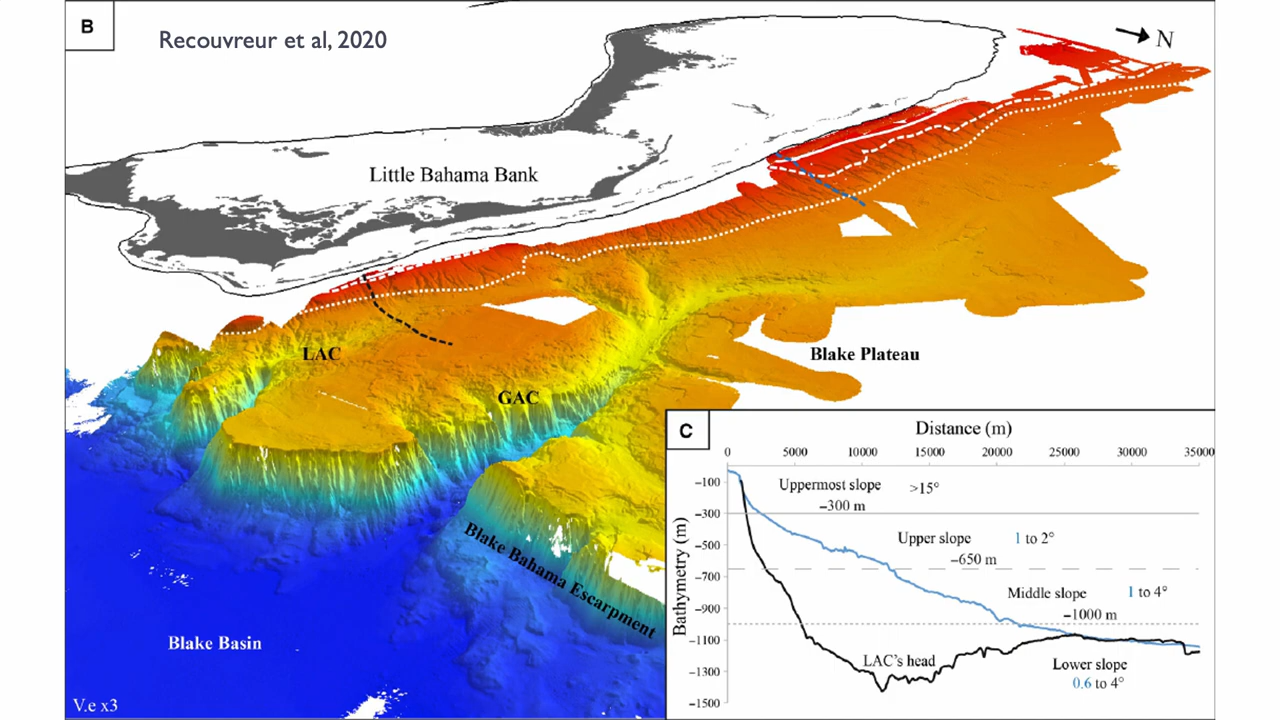 B
Recouvreur et al, 2020
N
Little Bahama Bank
LAC
Blake Plateau
GAC
Blake Bahama Escarpment
Blake Basin
V.e x3
C
Distance (m)
0 5000 10000 15000 20000 25000 30000 35000
Bathymetry (m)
−100
−300
−500
−700
−900
−1100
−1300
−1500
Uppermost slope >15°
−300 m
Upper slope 1 to 2°
−650 m
Middle slope 1 to 4°
−1000 m
LAC's head
Lower slope
0.6 to 4°